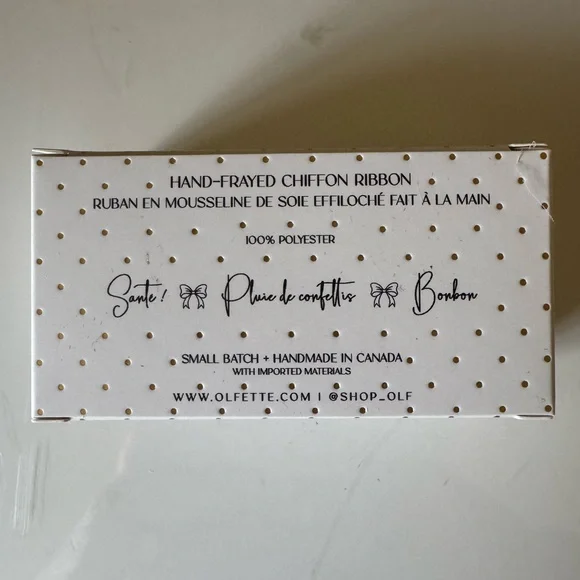 HAND-FRAYED CHIFFON RIBBON
RUBAN EN MOUSSELINE DE SOIE EFFILOCHÉ FAIT À LA MAIN
100% POLYESTER
Santé! Pluie de confettis Bonbon
SMALL BATCH + HANDMADE IN CANADA
WITH IMPORTED MATERIALS
WWW.OLFETTE.COM | @SHOP_OLF